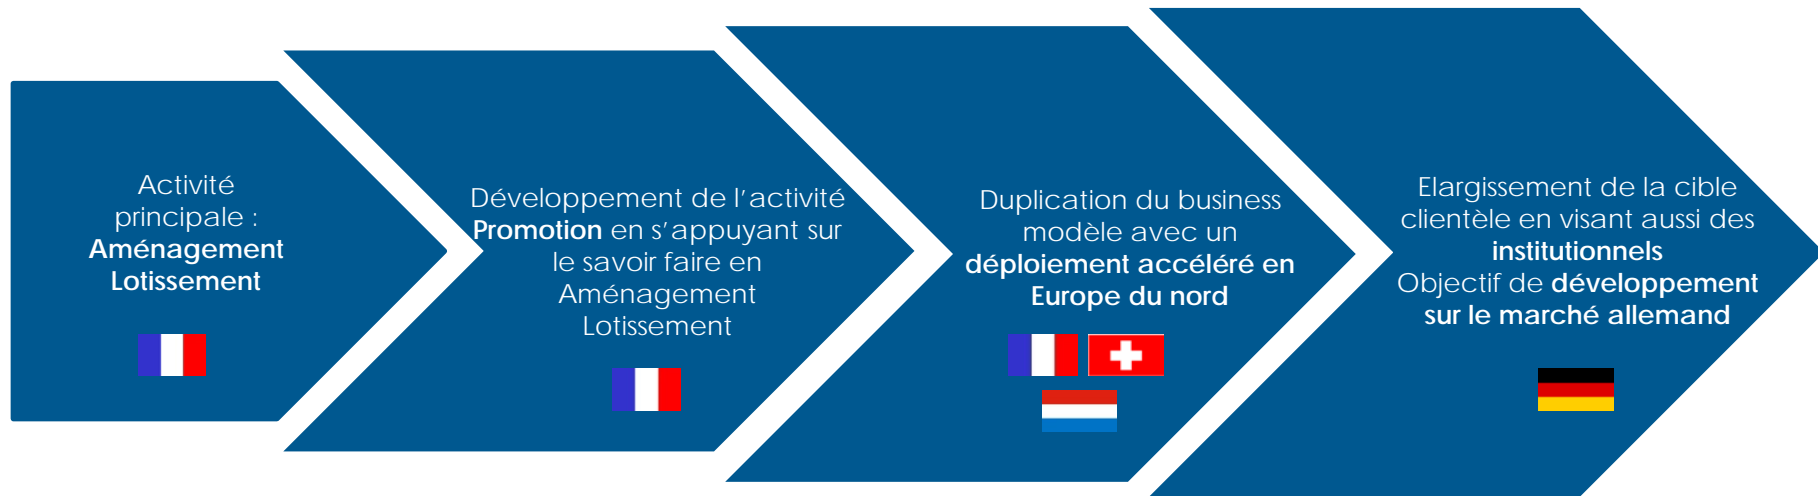 Activité
principale :
Aménagement
Lotissement
Développement de l'activité
Promotion en s'appuyant sur
le savoir faire en
Aménagement
Lotissement
Duplication du business
modèle avec un
déploiement accéléré en
Europe du nord
Elargissement de la cible
clientèle en visant aussi des
institutionnels
Objectif de développement
sur le marché allemand